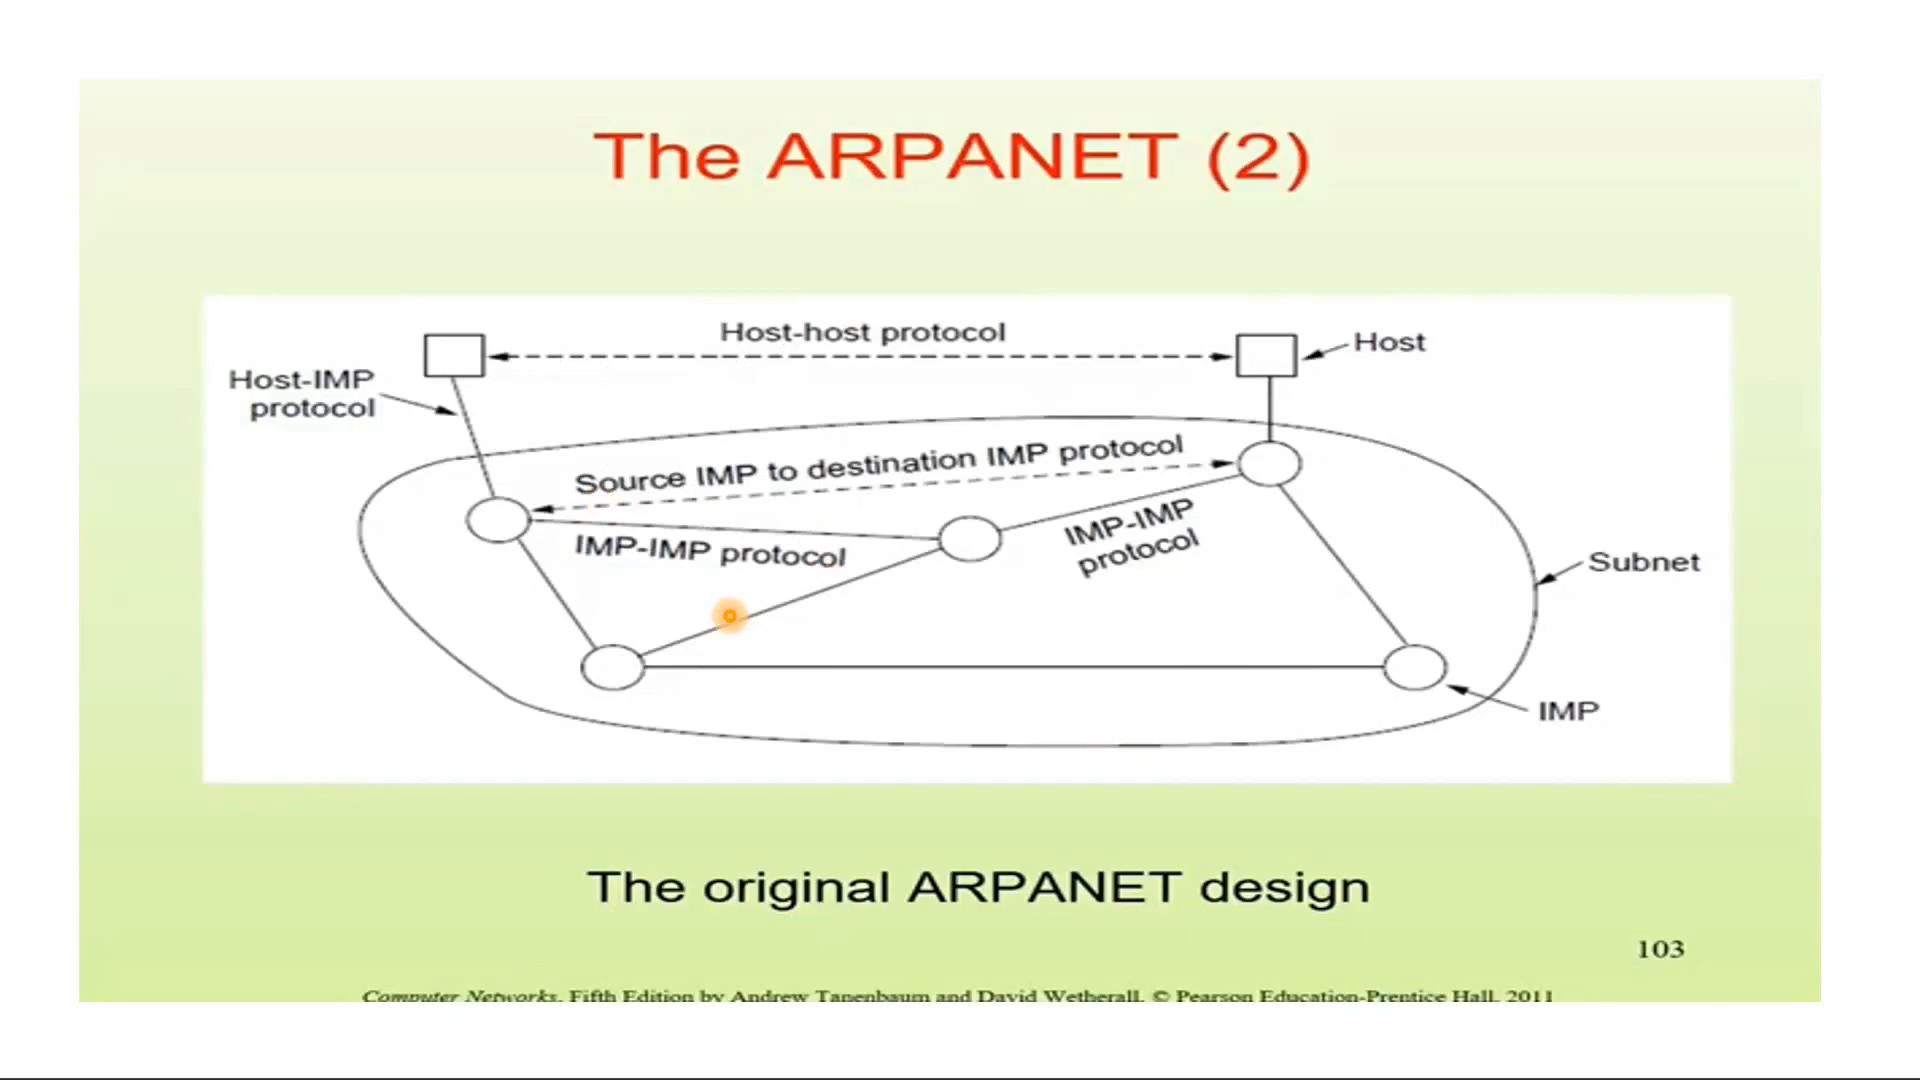 The ARPANET (2)
Host-host protocol
Host
Host-IMP
protocol
Source IMP to destination IMP protocol
IMP-IMP protocol
IMP-IMP
protocol
Subnet
IMP
The original ARPANET design
103
Computer Networks, Fifth Edition by Andrew Tanenbaum and David Wetherall, © Pearson Education-Prentice Hall, 2011